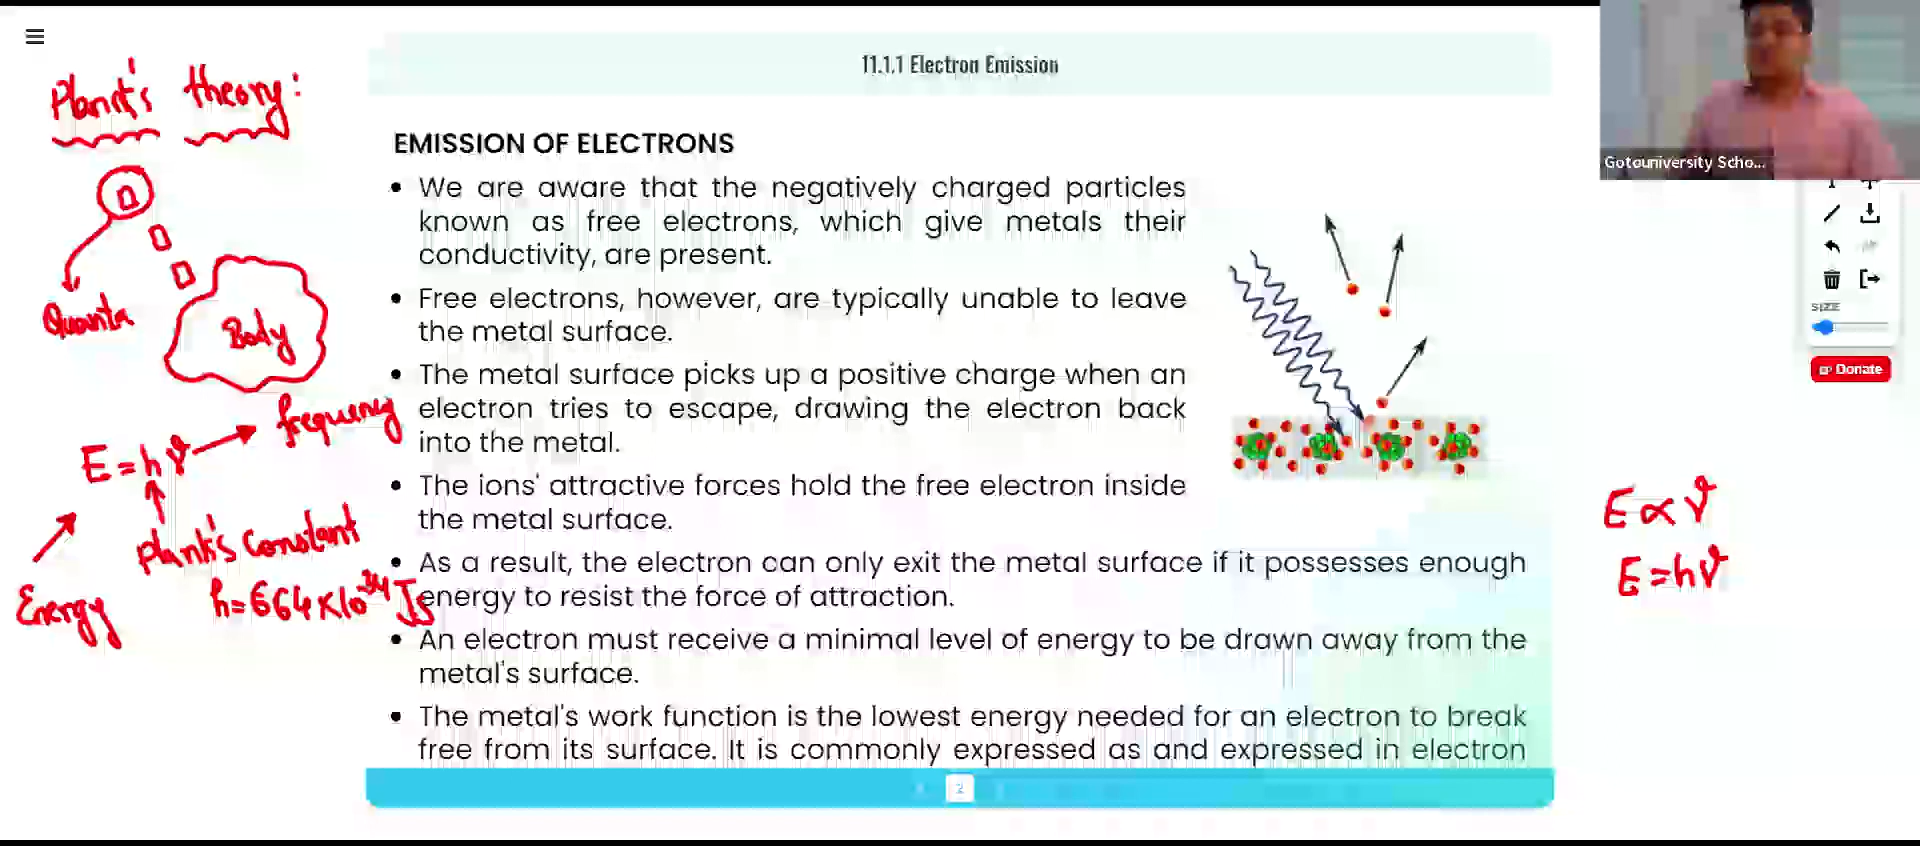 11.1.1 Electron Emission
Planck's theory:
Quanta
Body
E = hν
frequency
Planck's Constant
h = 664 × 10^-34 Js
Energy
EMISSION OF ELECTRONS
• We are aware that the negatively charged particles
known as free electrons, which give metals their
conductivity, are present.
• Free electrons, however, are typically unable to leave
the metal surface.
• The metal surface picks up a positive charge when an
electron tries to escape, drawing the electron back
into the metal.
• The ions' attractive forces hold the free electron inside
the metal surface.
• As a result, the electron can only exit the metal surface if it possesses enough
energy to resist the force of attraction.
• An electron must receive a minimal level of energy to be drawn away from the
metal's surface.
• The metal's work function is the lowest energy needed for an electron to break
free from its surface. It is commonly expressed as and expressed in electron
2
Gotouniversity Scho...
SIZE
Donate
E ∝ ν
E = hν